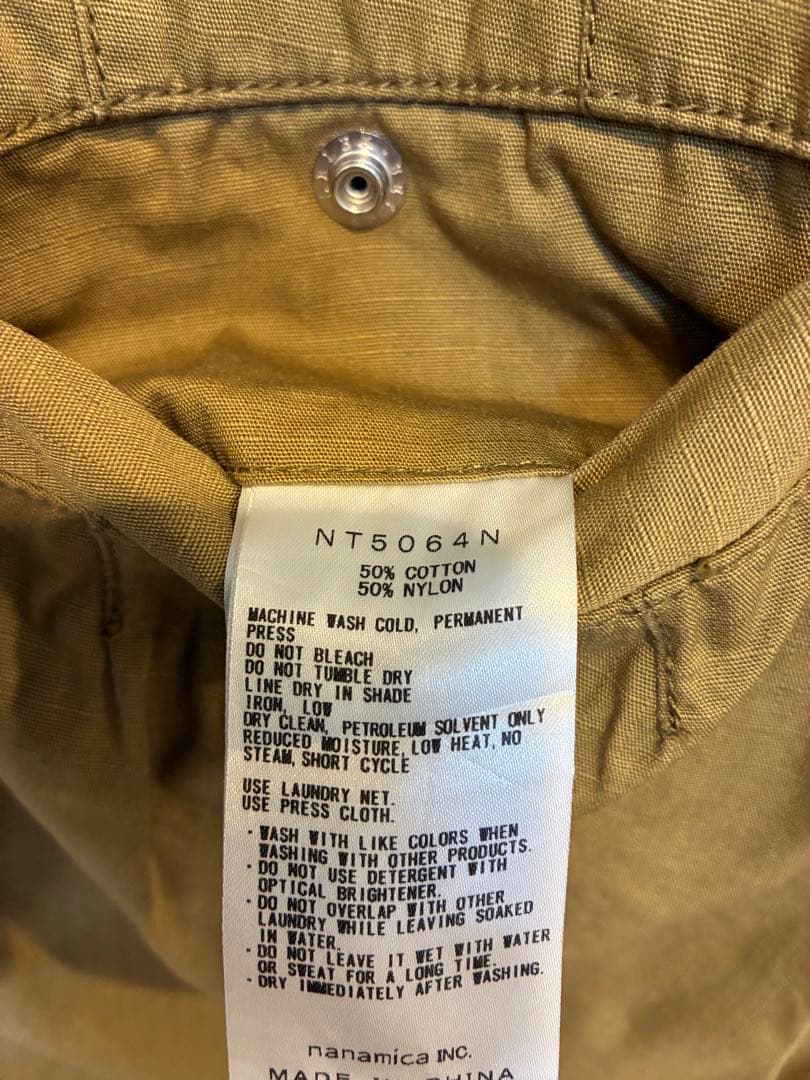 NT5064N
50% COTTON
50% NYLON
MACHINE WASH COLD, PERMANENT
PRESS
DO NOT BLEACH
DO NOT TUMBLE DRY
LINE DRY IN SHADE
IRON, LOW
DRY CLEAN, PETROLEUM SOLVENT ONLY
REDUCED MOISTURE, LOW HEAT, NO
STEAM, SHORT CYCLE
USE LAUNDRY NET.
USE PRESS CLOTH.
・WASH WITH LIKE COLORS WHEN
WASHING WITH OTHER PRODUCTS.
・DO NOT USE DETERGENT WITH
OPTICAL BRIGHTENER.
・DO NOT OVERLAP WITH OTHER
LAUNDRY WHILE LEAVING SOAKED
IN WATER.
・DO NOT LEAVE IT WET WITH WATER
OR SWEAT FOR A LONG TIME.
・DRY IMMEDIATELY AFTER WASHING.
nanamica INC.
MADE IN CHINA